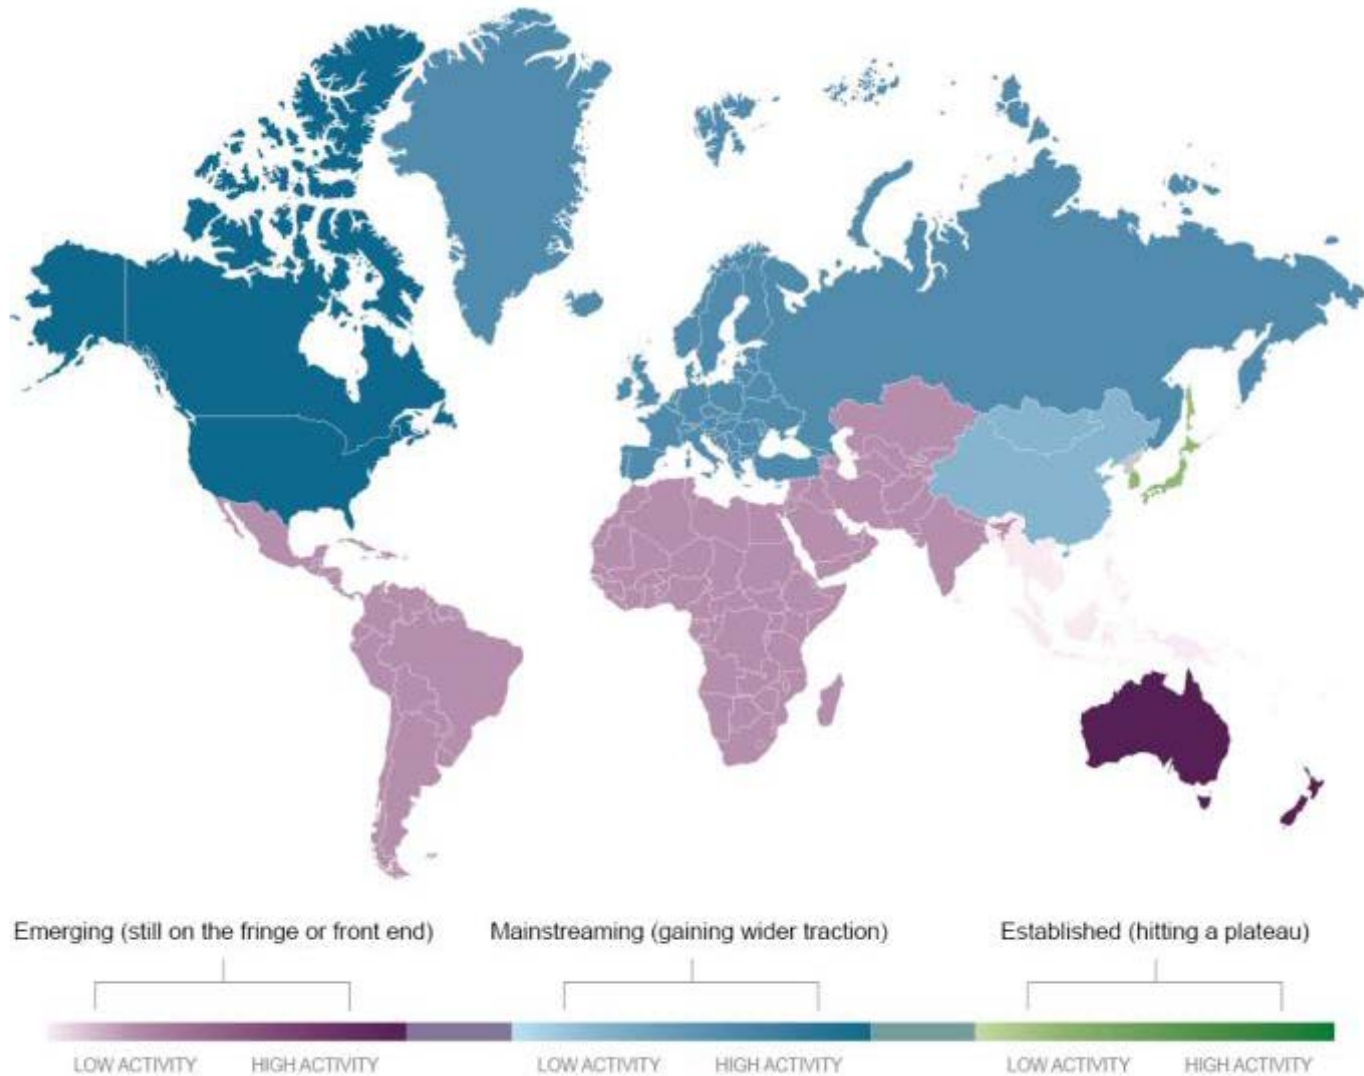 Emerging (still on the fringe or front end)
Mainstreaming (gaining wider traction)
Established (hitting a plateau)
LOW ACTIVITY
HIGH ACTIVITY
LOW ACTIVITY
HIGH ACTIVITY
LOW ACTIVITY
HIGH ACTIVITY